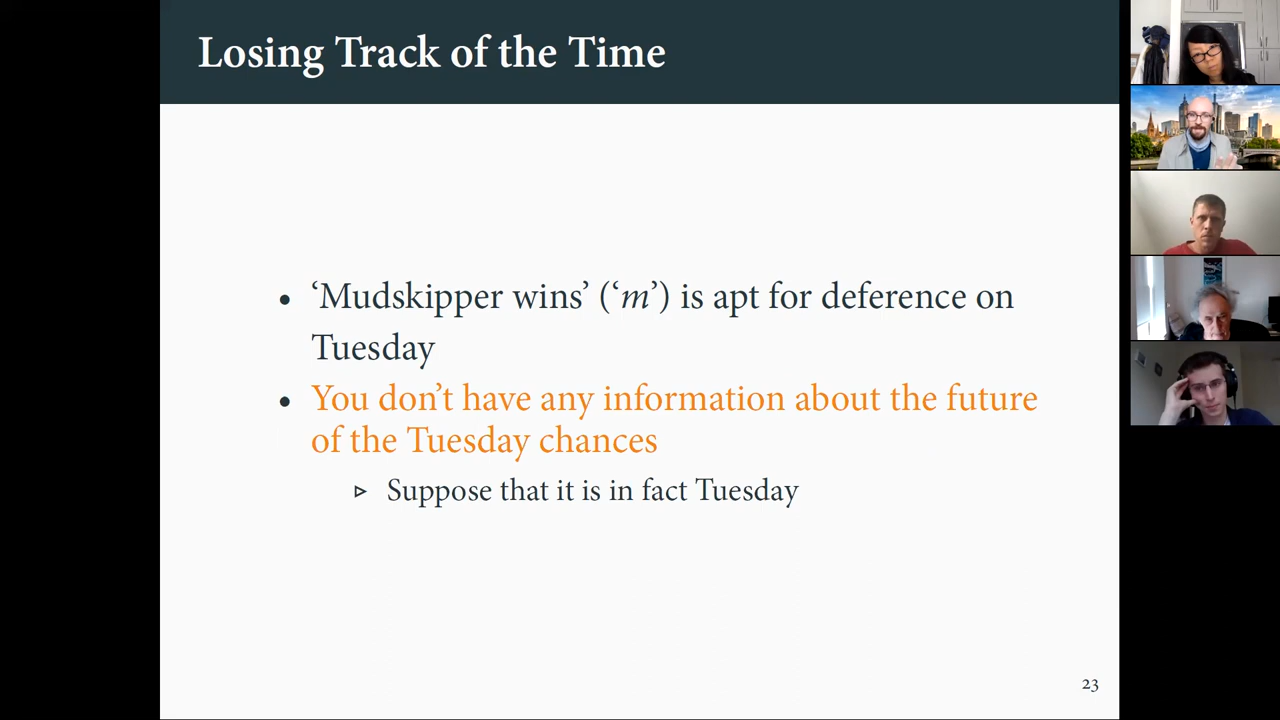 Losing Track of the Time
• ‘Mudskipper wins’ (‘m’) is apt for deference on
Tuesday
• You don’t have any information about the future
of the Tuesday chances
▹ Suppose that it is in fact Tuesday
23